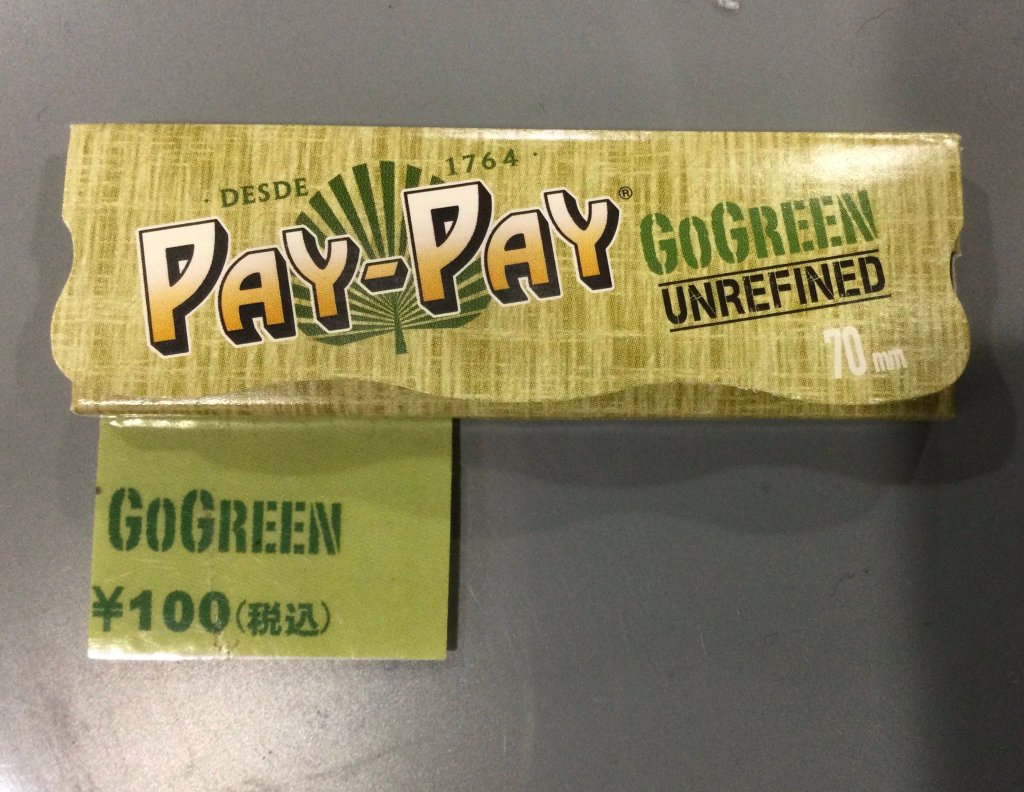 · DESDE 1764 ·
PAY-PAY®
GOGREEN
UNREFINED
70 mm
GOGREEN
¥100(税込)